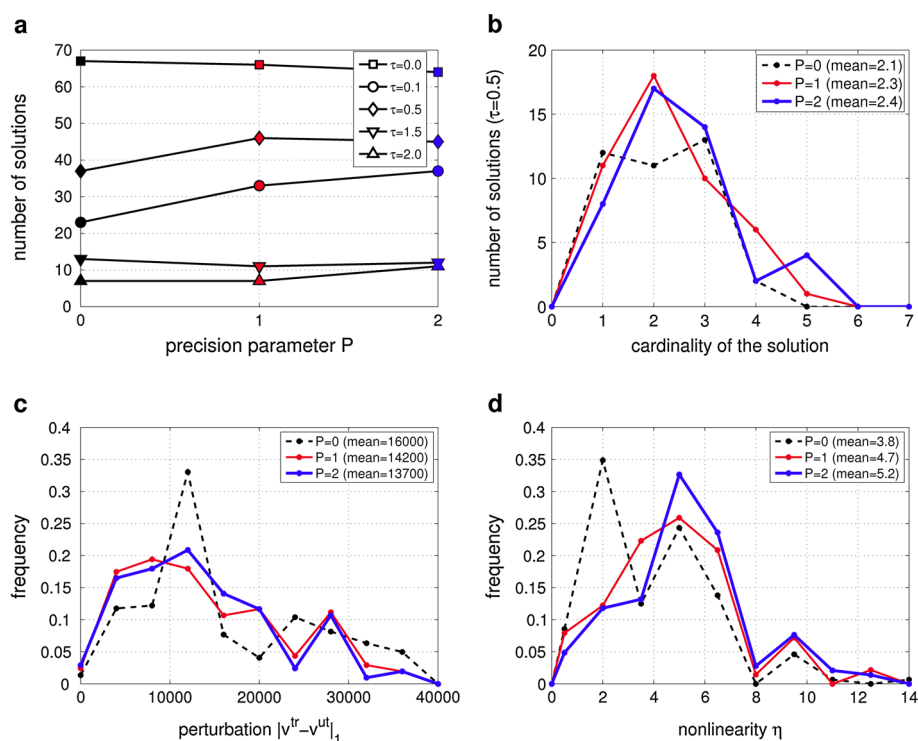 a
70
60
50
40
30
20
10
0
0 1 2
number of solutions
precision parameter P
τ=0.0
τ=0.1
τ=0.5
τ=1.5
τ=2.0
b
20
15
10
5
0
0 1 2 3 4 5 6 7
number of solutions (τ=0.5)
cardinality of the solution
P=0 (mean=2.1)
P=1 (mean=2.3)
P=2 (mean=2.4)
c
0.4
0.35
0.3
0.25
0.2
0.15
0.1
0.05
0
0 10000 20000 30000 40000
frequency
perturbation |v^tr−v^ut|_1
P=0 (mean=16000)
P=1 (mean=14200)
P=2 (mean=13700)
d
0.4
0.35
0.3
0.25
0.2
0.15
0.1
0.05
0
0 2 4 6 8 10 12 14
frequency
nonlinearity η
P=0 (mean=3.8)
P=1 (mean=4.7)
P=2 (mean=5.2)